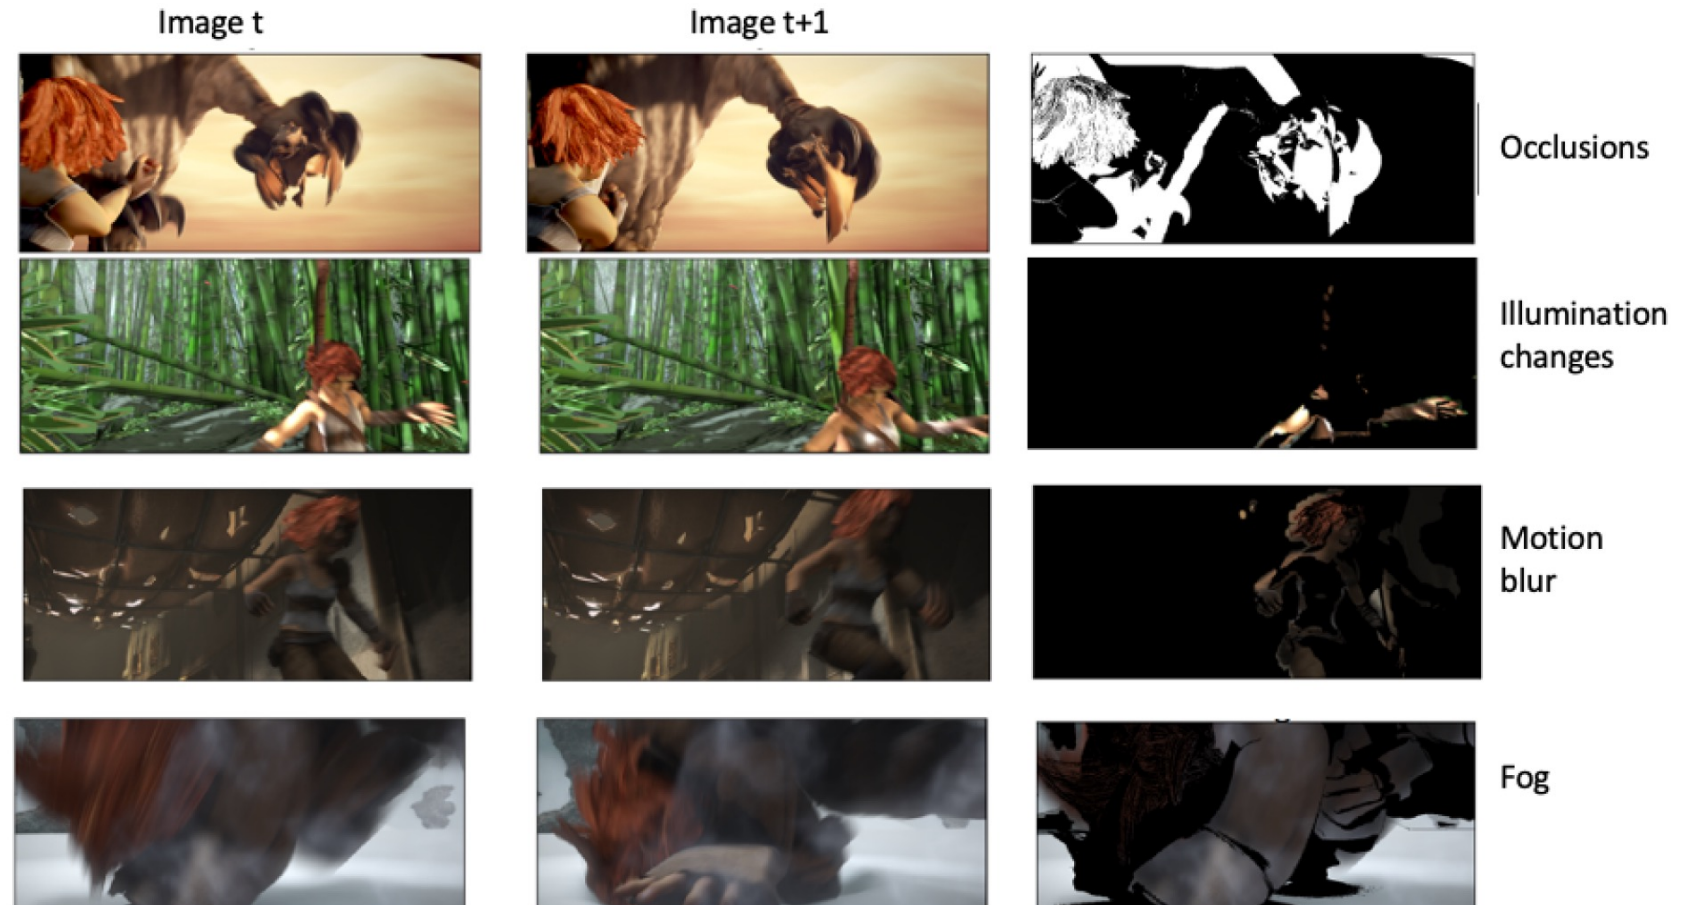 Image t
Image t+1
Occlusions
Illumination
changes
Motion
blur
Fog